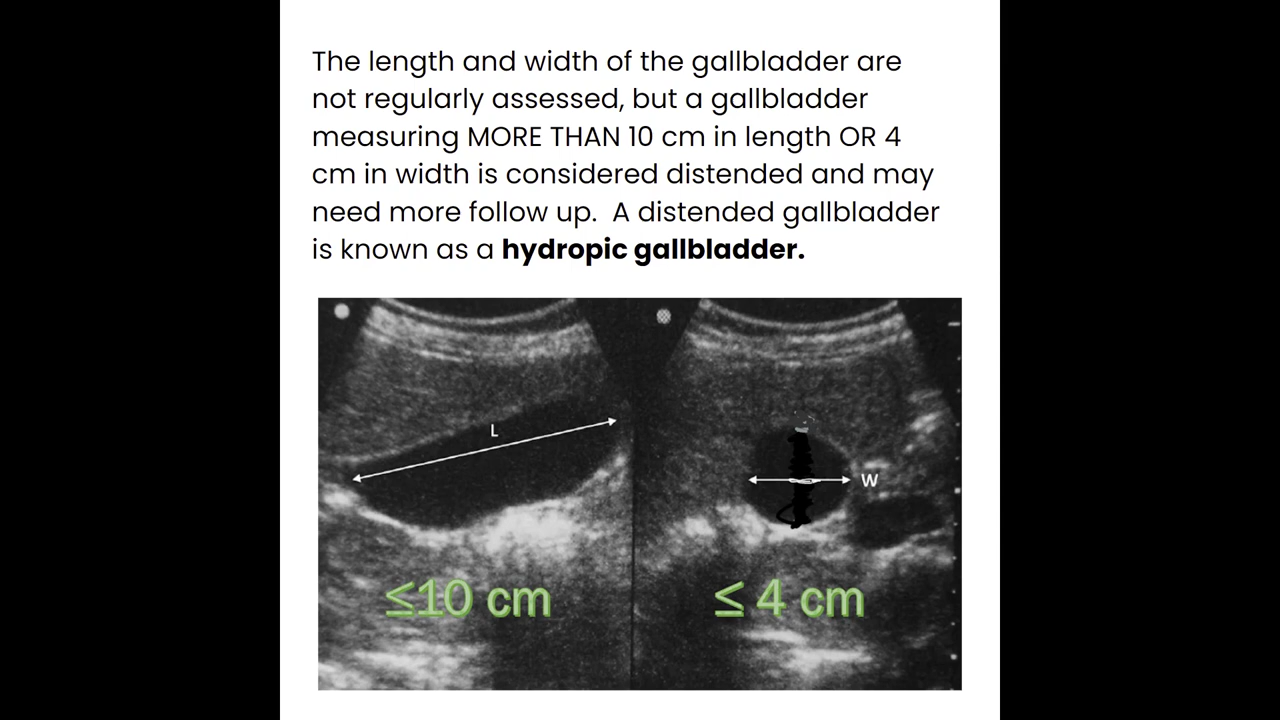 The length and width of the gallbladder are
not regularly assessed, but a gallbladder
measuring MORE THAN 10 cm in length OR 4
cm in width is considered distended and may
need more follow up.  A distended gallbladder
is known as a hydropic gallbladder.
L
W
≤10 cm
≤ 4 cm